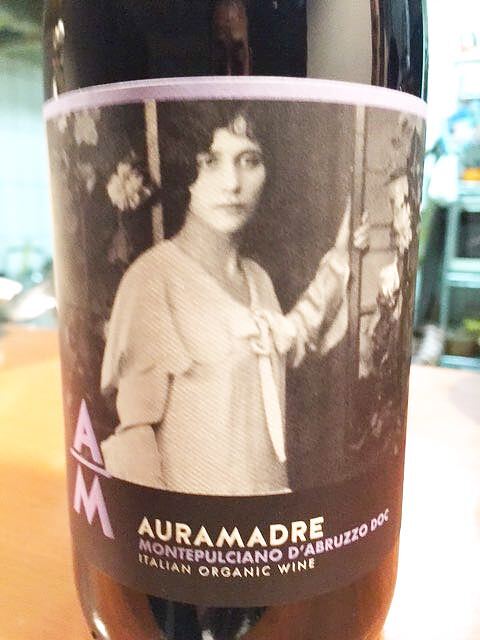 A
M
AURAMADRE
MONTEPULCIANO D'ABRUZZO DOC
ITALIAN ORGANIC WINE